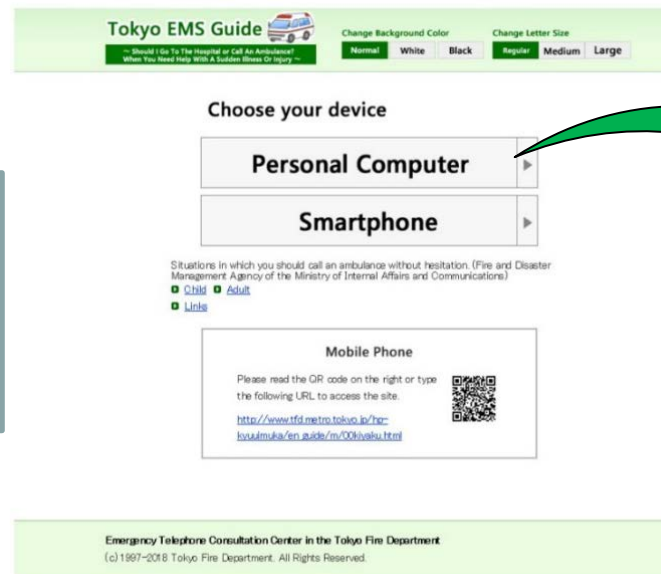 Tokyo EMS Guide
~ Should I Go To The Hospital or Call An Ambulance?
When You Need Help With A Sudden Illness Or Injury ~
Change Background Color
Normal White Black
Change Letter Size
Regular Medium Large
Choose your device
Personal Computer
Smartphone
Situations in which you should call an ambulance without hesitation. (Fire and Disaster
Management Agency of the Ministry of Internal Affairs and Communications)
Child Adult
Links
Mobile Phone
Please read the QR code on the right or type
the following URL to access the site.
http://www.tfd.metro.tokyo.jp/hp-
kyuuimuka/en_guide/m/00kiyaku.html
Emergency Telephone Consultation Center in the Tokyo Fire Department
(c)1997-2018 Tokyo Fire Department. All Rights Reserved.